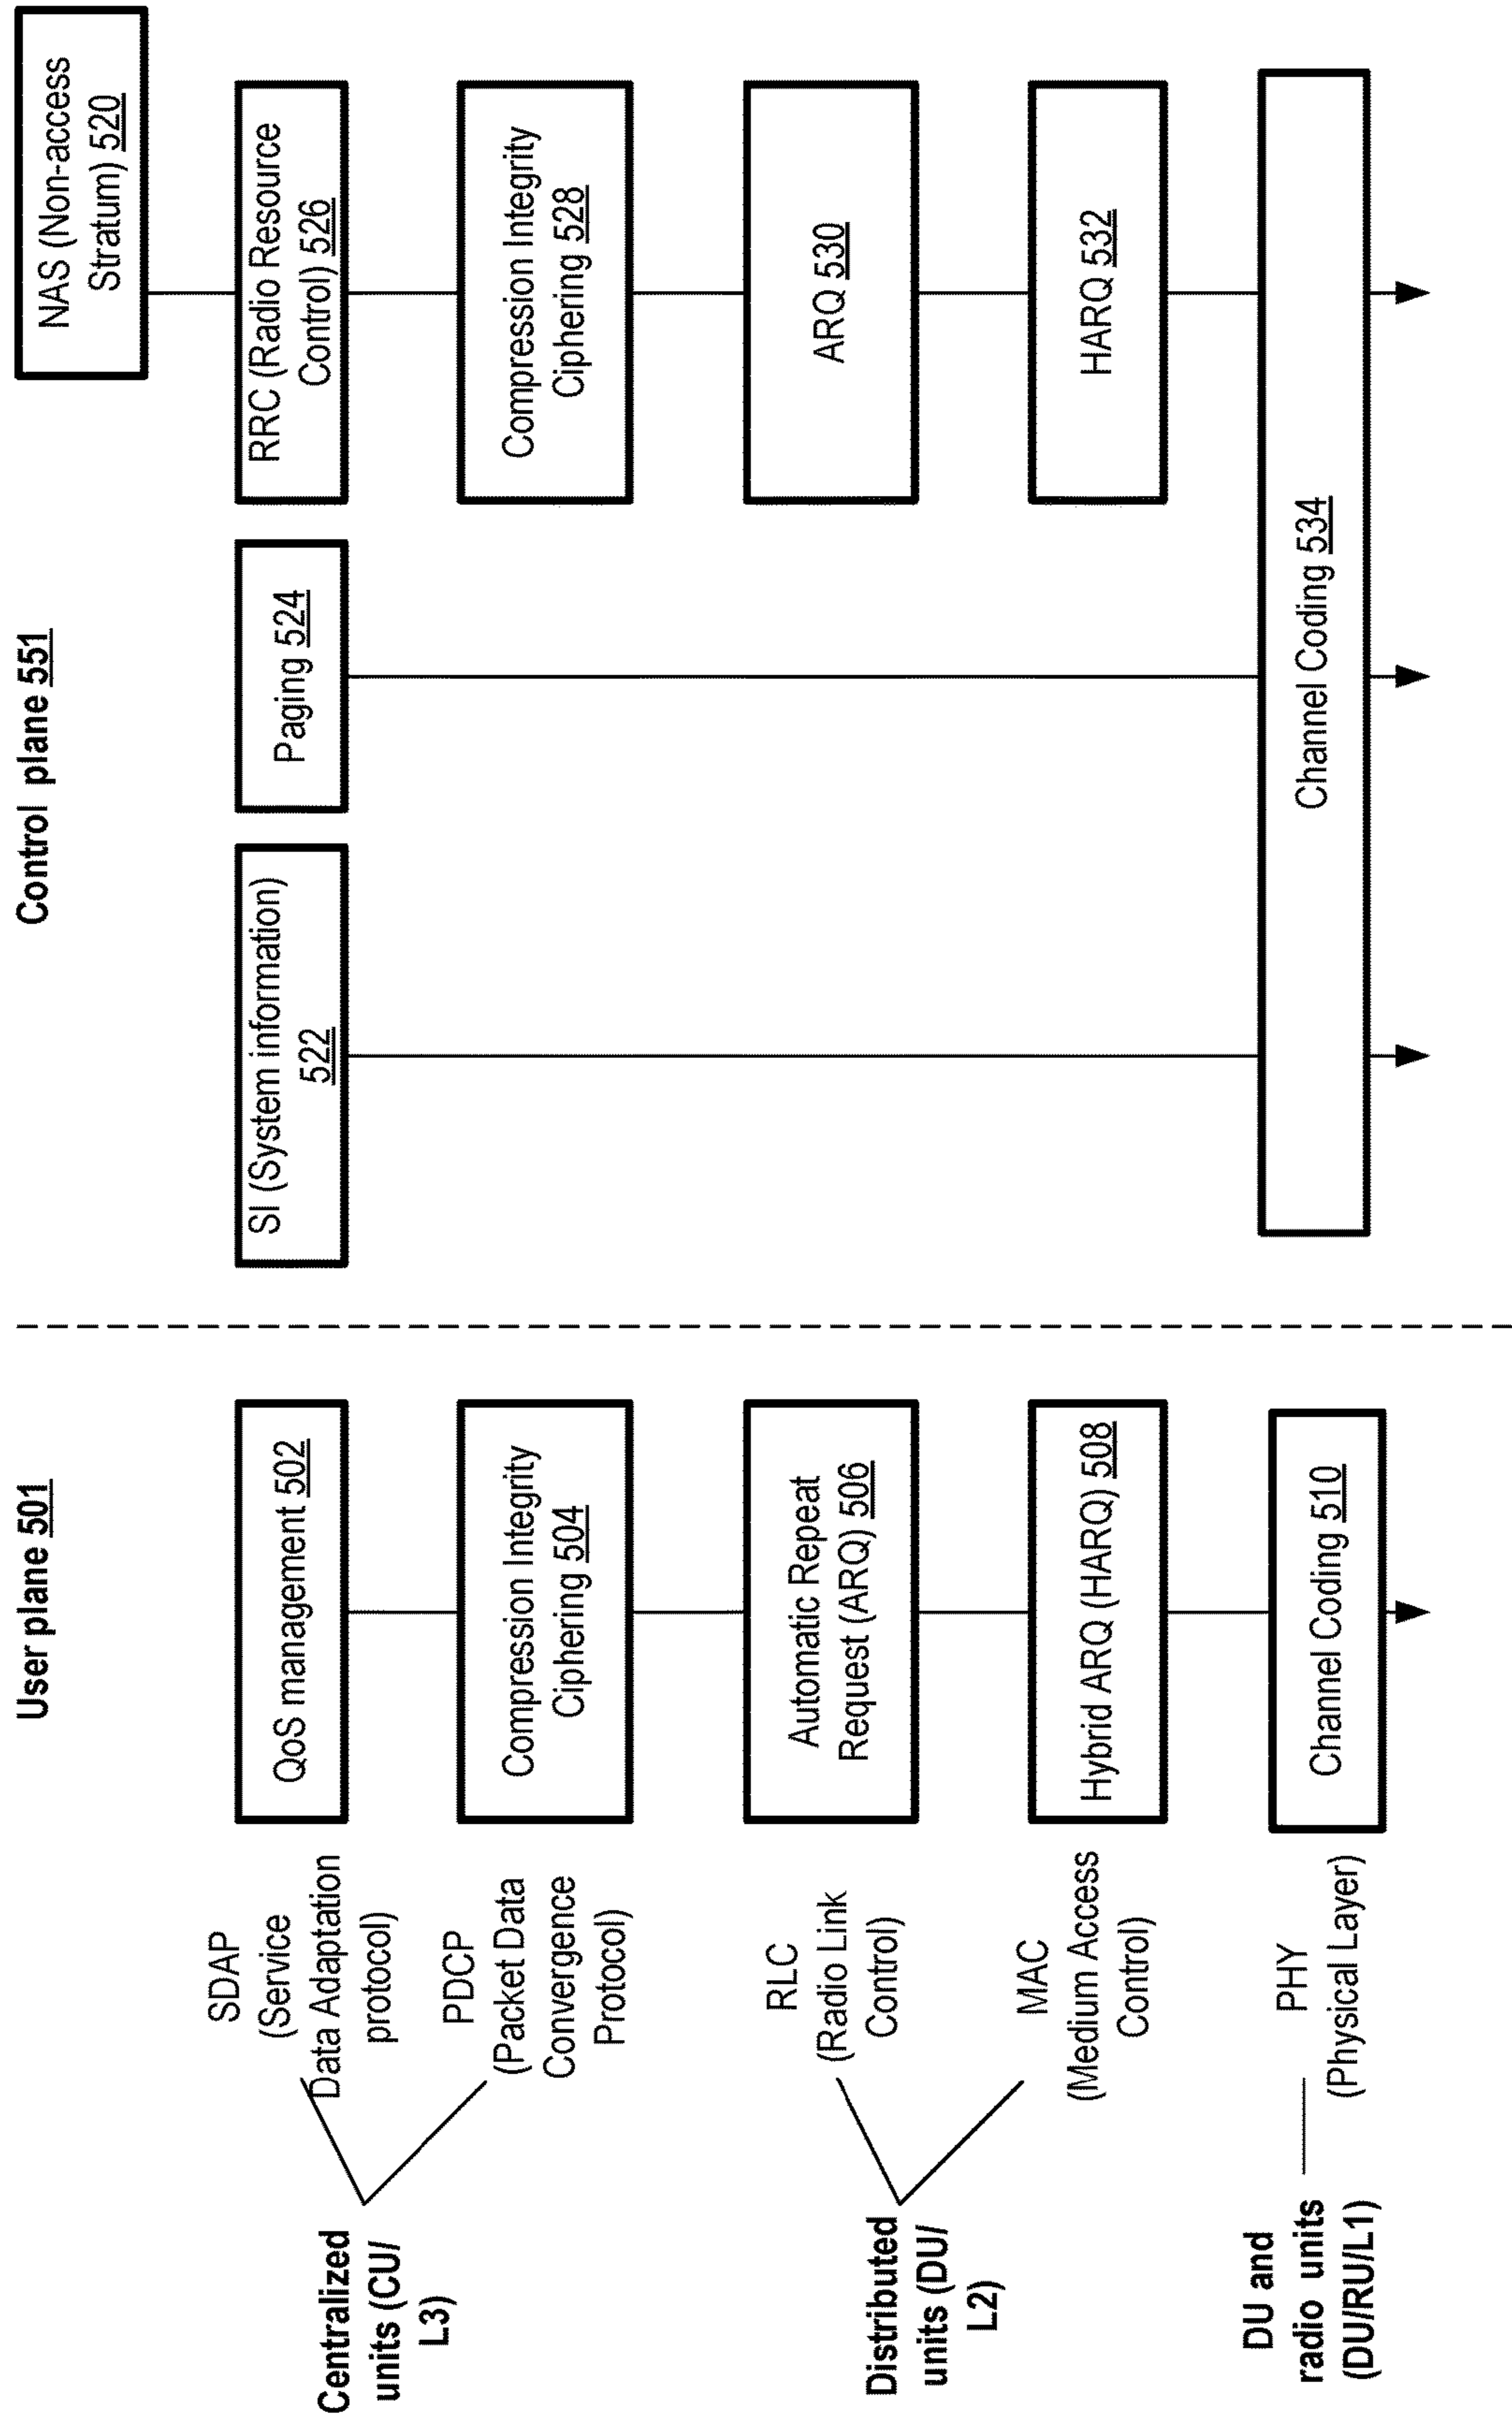 User plane 501
Control plane 551
NAS (Non-access
Stratum) 520
Centralized
units (CU/
L3)
SDAP
(Service
Data Adaptation
protocol)
QoS management 502
SI (System information)
522
Paging 524
RRC (Radio Resource
Control) 526
PDCP
(Packet Data
Convergence
Protocol)
Compression Integrity
Ciphering 504
Compression Integrity
Ciphering 528
Distributed
units (DU/
L2)
RLC
(Radio Link
Control)
Automatic Repeat
Request (ARQ) 506
ARQ 530
MAC
(Medium Access
Control)
Hybrid ARQ (HARQ) 508
HARQ 532
DU and
radio units
(DU/RU/L1)
PHY
(Physical Layer)
Channel Coding 510
Channel Coding 534